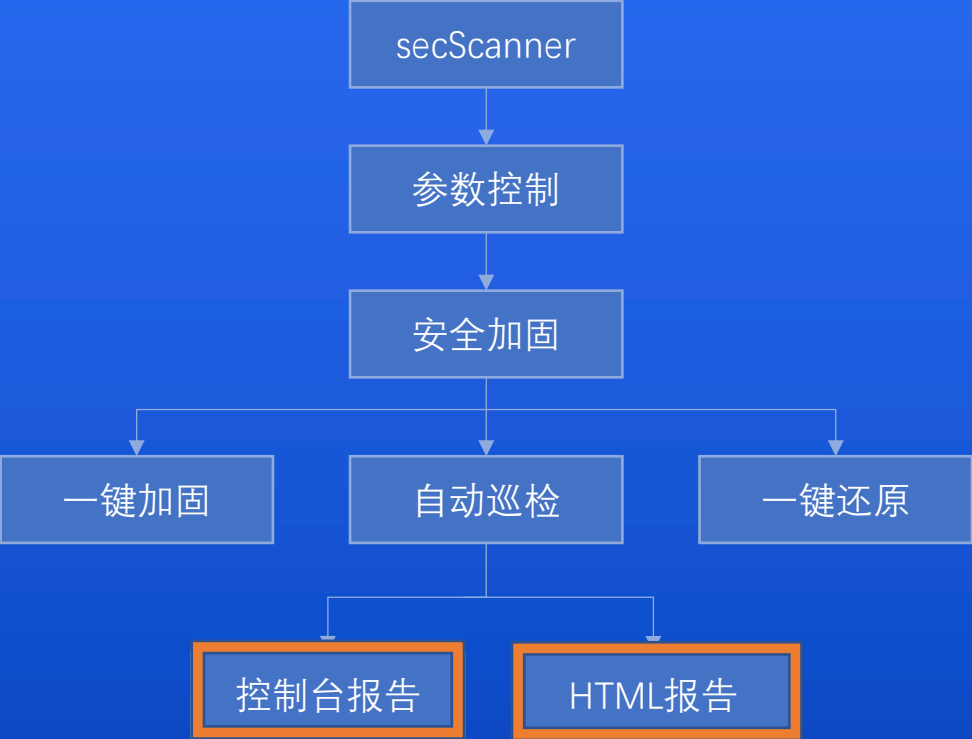 secScanner
参数控制
安全加固
一键加固
自动巡检
一键还原
控制台报告
HTML报告